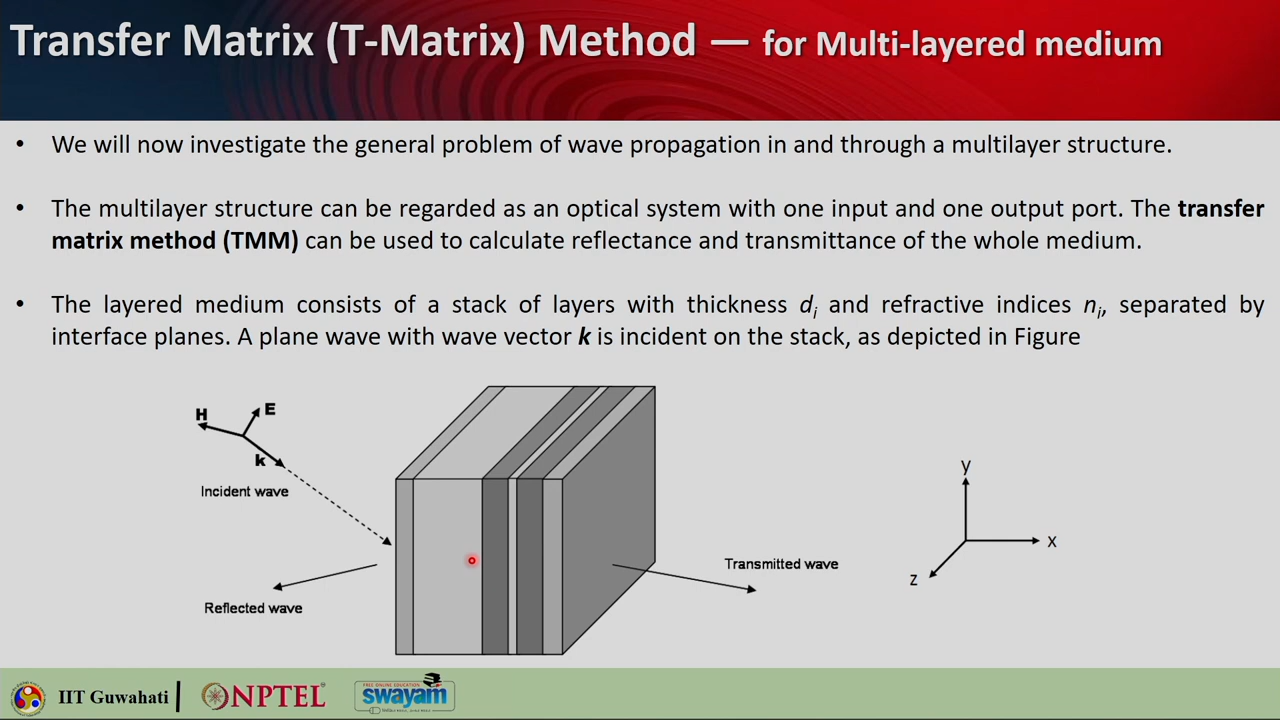 Transfer Matrix (T-Matrix) Method — for Multi-layered medium
• We will now investigate the general problem of wave propagation in and through a multilayer structure.
• The multilayer structure can be regarded as an optical system with one input and one output port. The transfer
matrix method (TMM) can be used to calculate reflectance and transmittance of the whole medium.
• The layered medium consists of a stack of layers with thickness di and refractive indices ni, separated by
interface planes. A plane wave with wave vector k is incident on the stack, as depicted in Figure
H
E
k
Incident wave
Reflected wave
Transmitted wave
y
x
z
IIT Guwahati
NPTEL
FREE ONLINE EDUCATION
swayam